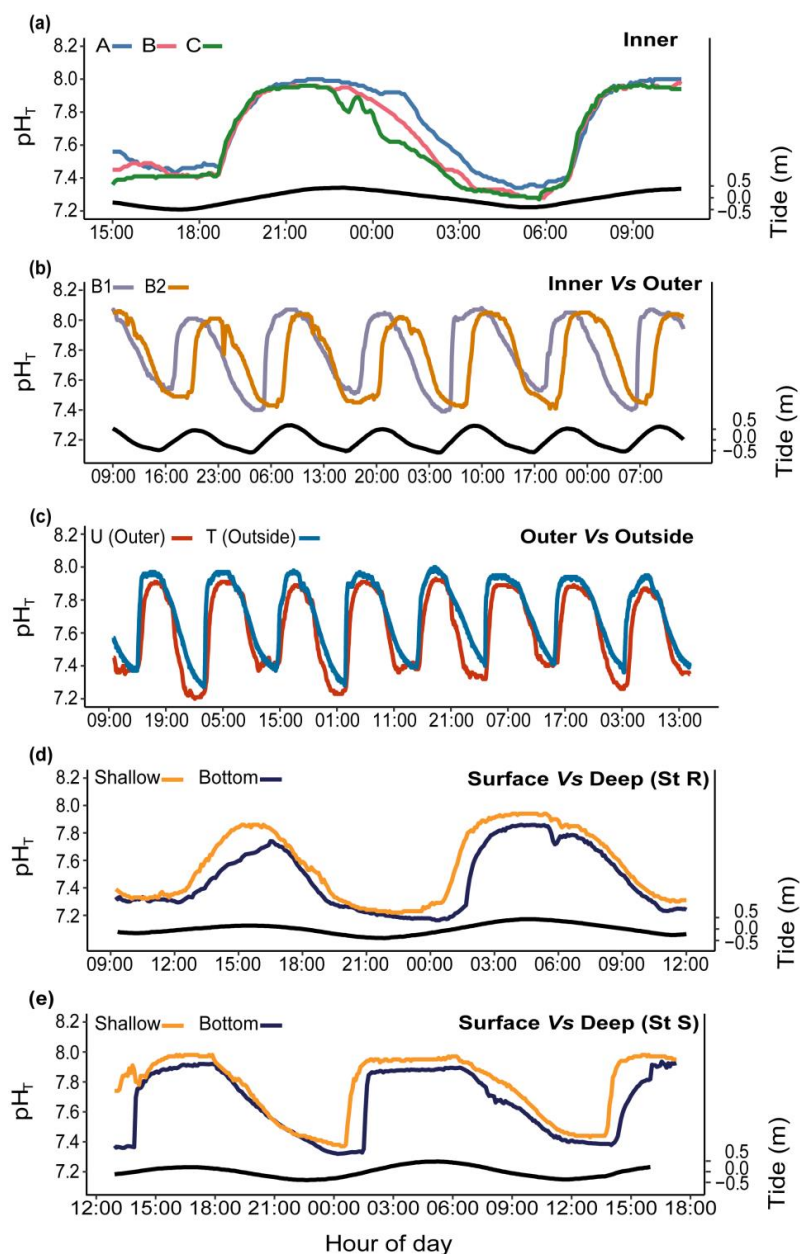 (a)
A B C Inner
8.2
8.0
7.6
7.4
7.2
pH_T
0.5
0.0
−0.5
Tide (m)
15:00 18:00 21:00 00:00 03:00 06:00 09:00
(b)
B1 B2 Inner Vs Outer
8.2
8.0
7.8
7.6
7.4
7.2
pH_T
0.5
0.0
−0.5
Tide (m)
09:00 16:00 23:00 06:00 13:00 20:00 03:00 10:00 17:00 00:00 07:00
(c)
U (Outer) T (Outside) Outer Vs Outside
8.2
8.0
7.8
7.6
7.4
7.2
pH_T
09:00 19:00 05:00 15:00 01:00 11:00 21:00 07:00 17:00 03:00 13:00
(d)
Shallow Bottom Surface Vs Deep (St R)
8.2
8.0
7.8
7.6
7.4
7.2
pH_T
0.5
0.0
−0.5
Tide (m)
09:00 12:00 15:00 18:00 21:00 00:00 03:00 06:00 09:00 12:00
(e)
Shallow Bottom Surface Vs Deep (St S)
8.2
8.0
7.8
7.6
7.4
7.2
pH_T
0.5
0.0
−0.5
Tide (m)
12:00 15:00 18:00 21:00 00:00 03:00 06:00 09:00 12:00 15:00 18:00
Hour of day